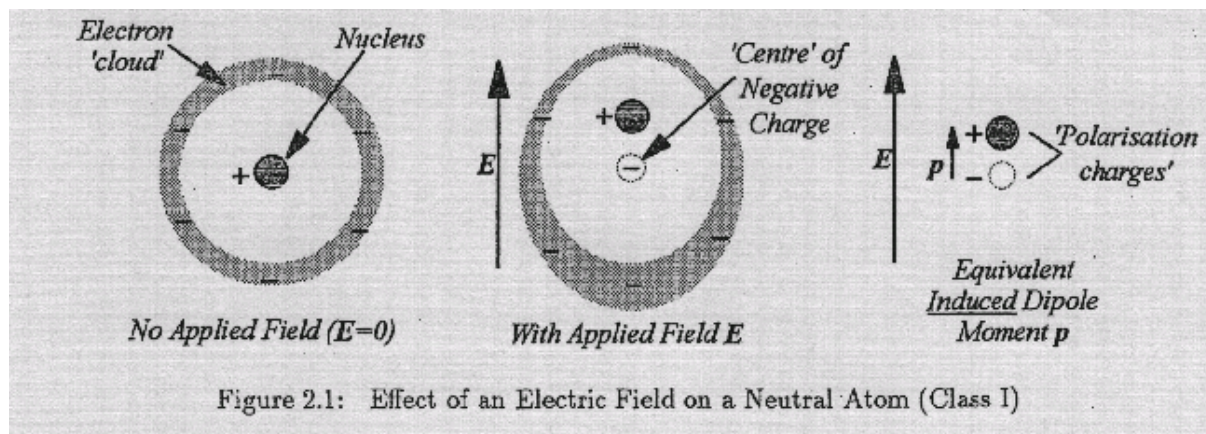 Electron
'cloud'
Nucleus
+
No Applied Field (E=0)
E
+
-
'Centre' of
Negative
Charge
With Applied Field E
E
p
+
-
'Polarisation
charges'
Equivalent
Induced Dipole
Moment p
Figure 2.1: Effect of an Electric Field on a Neutral Atom (Class I)